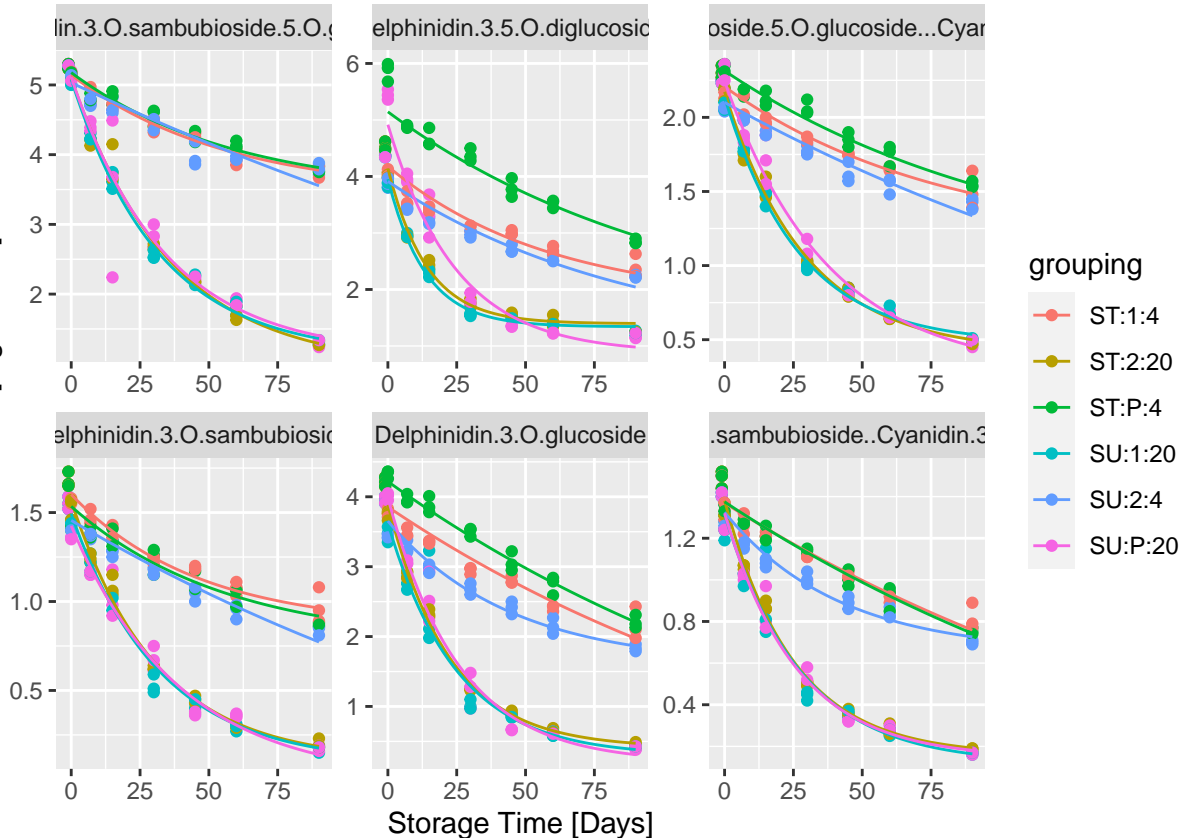 din.3.O.sambubioside.5.O.g
elphinidin.3.5.O.diglucosid
oside.5.O.glucoside...Cyan
5
4
3
2
6
4
2
2.0
1.5
1.0
0.5
0 25 50 75
0 25 50 75
0 25 50 75
elphinidin.3.O.sambubiosid
Delphinidin.3.O.glucoside
.sambubioside..Cyanidin.3
1.5
1.0
0.5
4
3
2
1
1.2
0.8
0.4
0 25 50 75
0 25 50 75
0 25 50 75
Storage Time [Days]
grouping
ST:1:4
ST:2:20
ST:P:4
SU:1:20
SU:2:4
SU:P:20